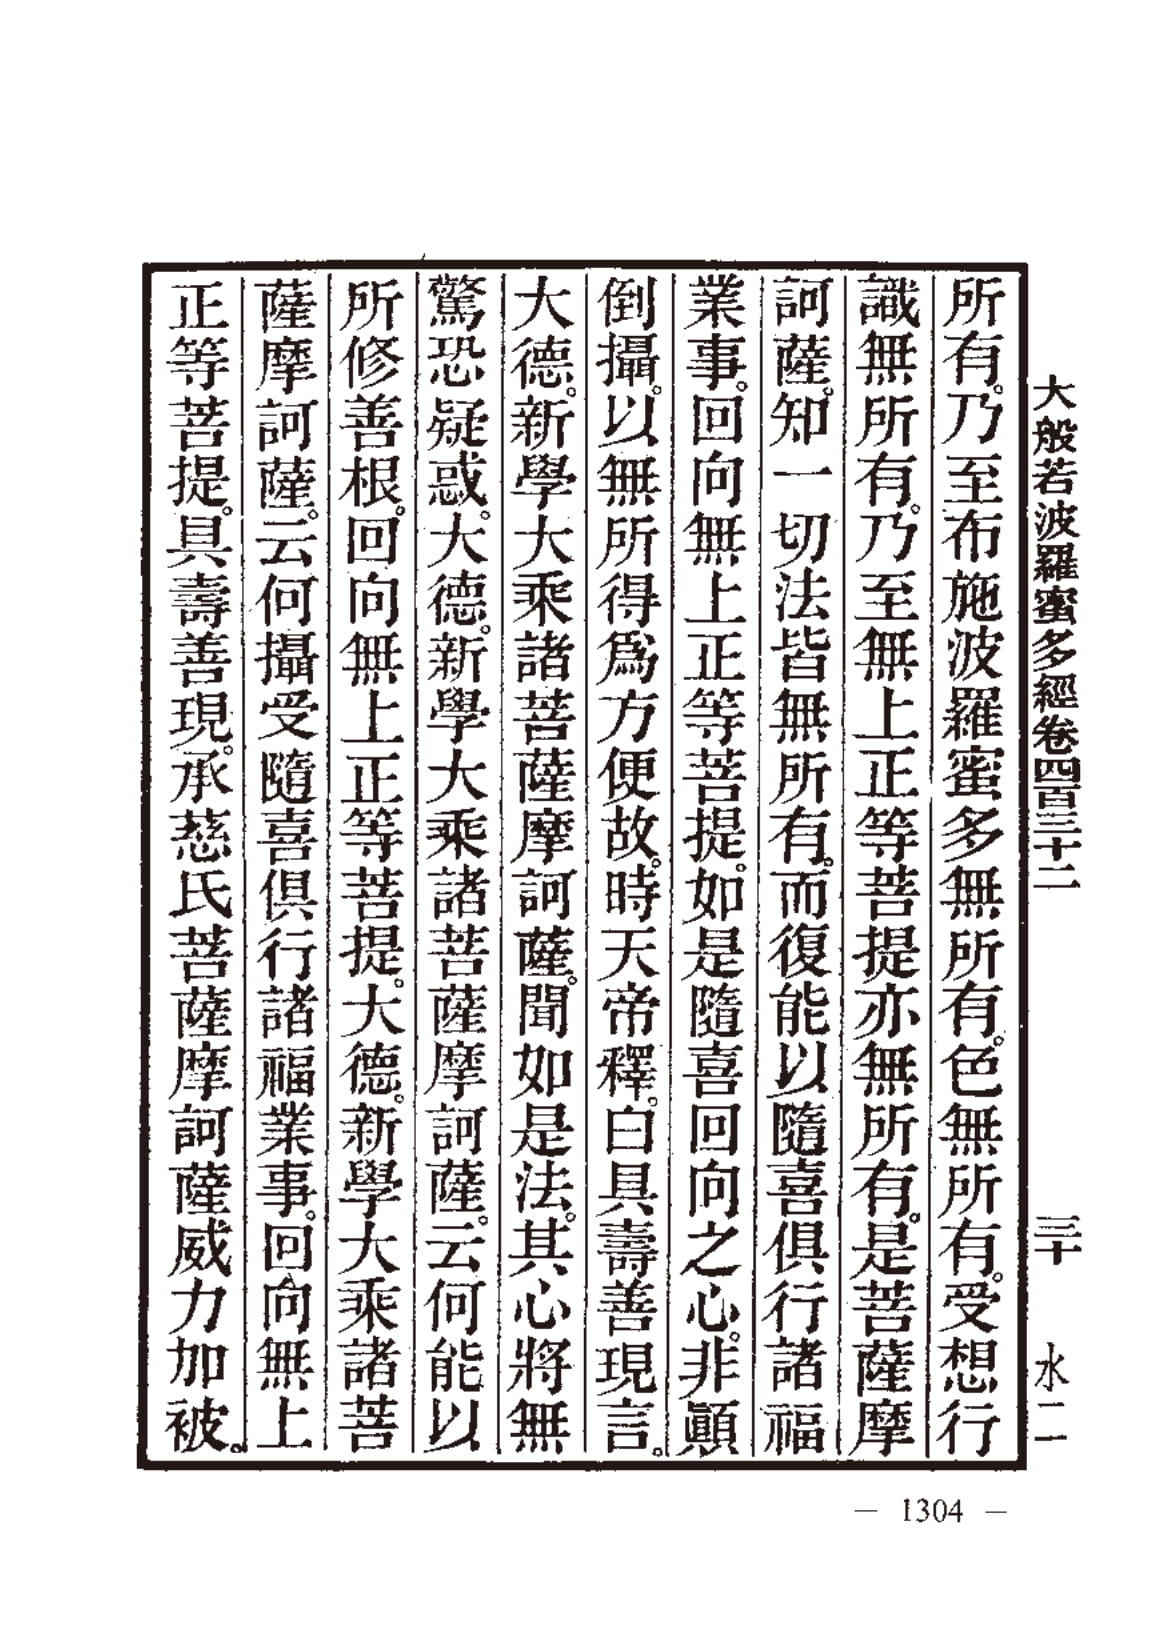 大般若波羅蜜多經卷四百三十二　三十　水二
所有。乃至布施波羅蜜多無所有。色無所有。受想行
識無所有。乃至無上正等菩提亦無所有。是菩薩摩
訶薩。知一切法皆無所有。而復能以隨喜俱行諸福
業事。回向無上正等菩提。如是隨喜回向之心。非顚
倒攝。以無所得爲方便故。時天帝釋。白具壽善現言。
大德。新學大乘諸菩薩摩訶薩。聞如是法。其心將無
驚恐疑惑。大德。新學大乘諸菩薩摩訶薩。云何能以
所修善根。回向無上正等菩提。大德。新學大乘諸菩
薩摩訶薩。云何攝受隨喜俱行諸福業事。回向無上
正等菩提。具壽善現。承慈氏菩薩摩訶薩威力加被。
— 1304 —